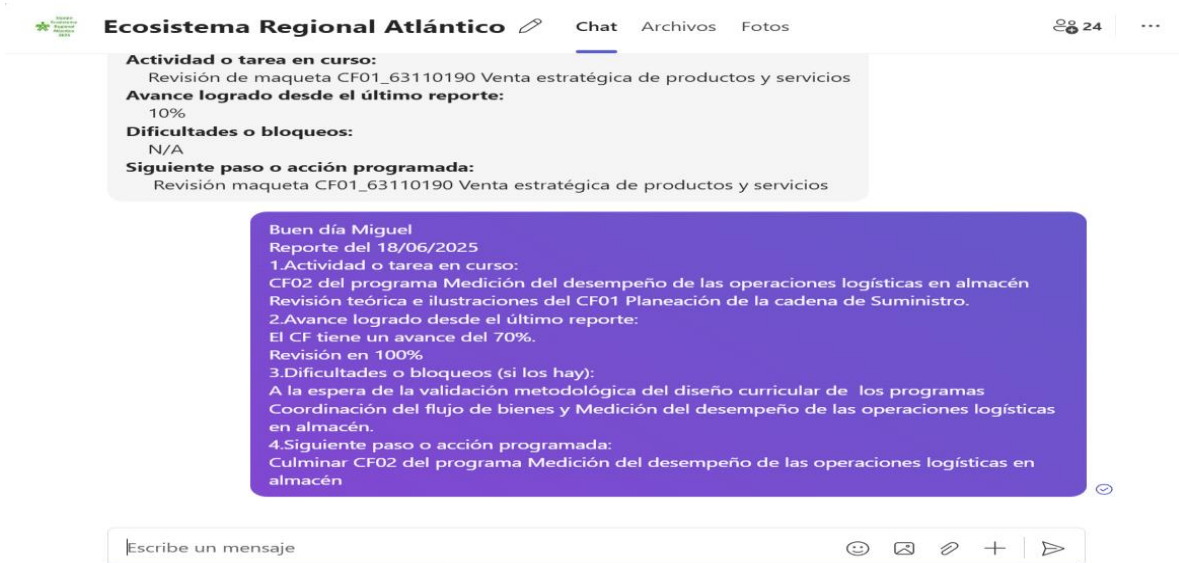 Ecosistema Regional Atlántico
Chat Archivos Fotos
24
Actividad o tarea en curso:
Revisión de maqueta CF01_63110190 Venta estratégica de productos y servicios
Avance logrado desde el último reporte:
10%
Dificultades o bloqueos:
N/A
Siguiente paso o acción programada:
Revisión maqueta CF01_63110190 Venta estratégica de productos y servicios
Buen día Miguel
Reporte del 18/06/2025
1.Actividad o tarea en curso:
CF02 del programa Medición del desempeño de las operaciones logísticas en almacén
Revisión teórica e ilustraciones del CF01 Planeación de la cadena de Suministro.
2.Avance logrado desde el último reporte:
El CF tiene un avance del 70%.
Revisión en 100%
3.Dificultades o bloqueos (si los hay):
A la espera de la validación metodológica del diseño curricular de los programas
Coordinación del flujo de bienes y Medición del desempeño de las operaciones logísticas
en almacén.
4.Siguiente paso o acción programada:
Culminar CF02 del programa Medición del desempeño de las operaciones logísticas en
almacén
Escribe un mensaje